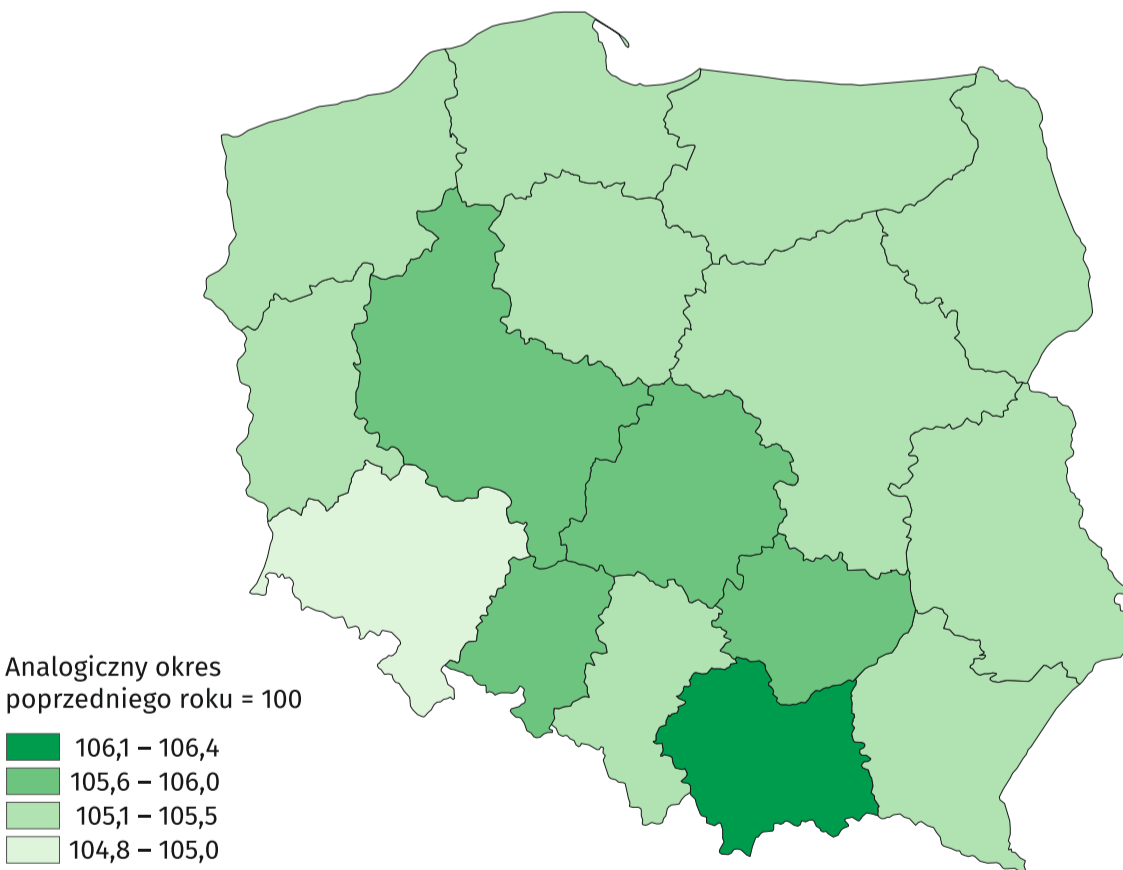 Analogiczny okres
poprzedniego roku = 100
106,1 – 106,4
105,6 – 106,0
105,1 – 105,5
104,8 – 105,0